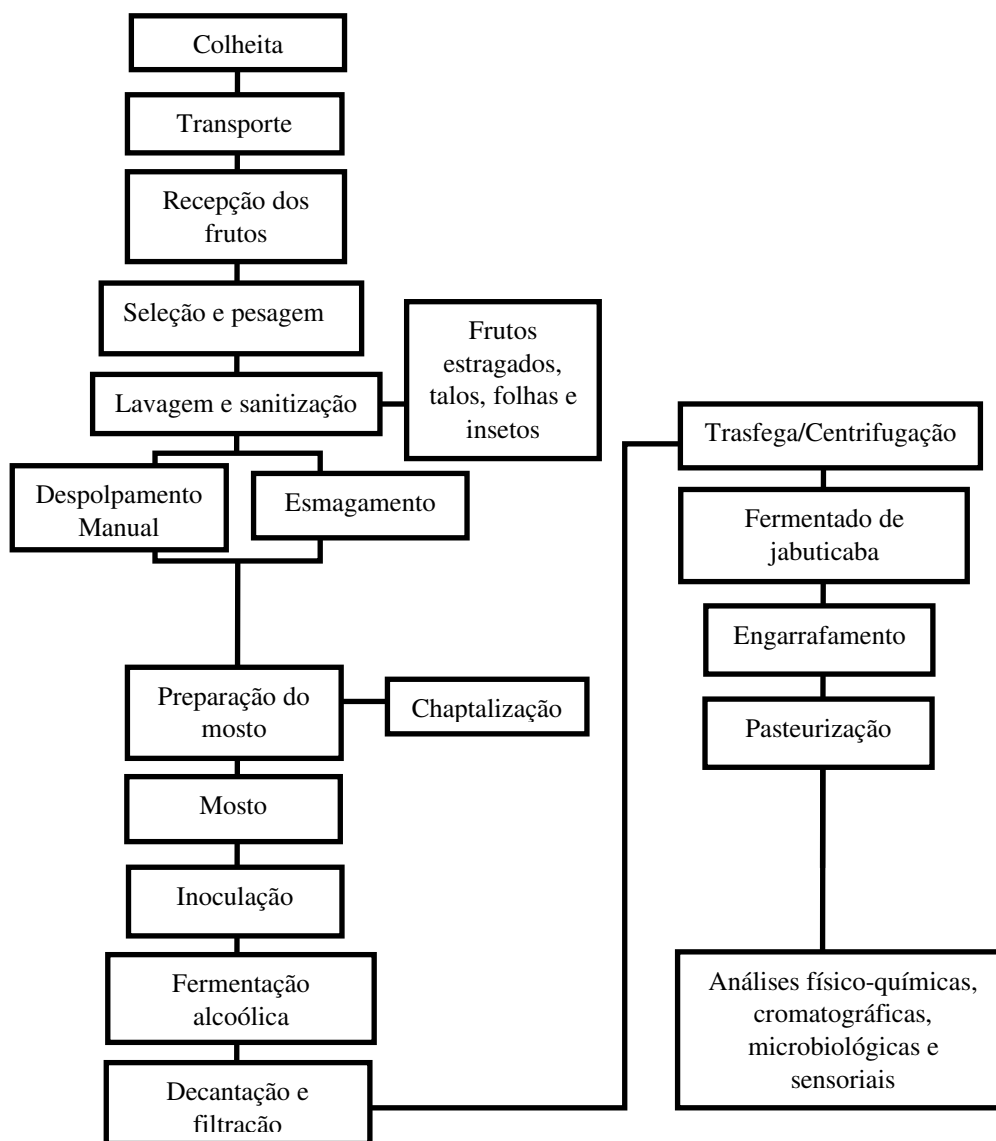 Colheita
Transporte
Recepção dos
frutos
Seleção e pesagem
Lavagem e sanitização
Frutos
estragados,
talos, folhas e
insetos
Despolpamento
Manual
Esmagamento
Preparação do
mosto
Chaptalização
Mosto
Inoculação
Fermentação
alcoólica
Decantação e
filtração
Trasfega/Centrifugação
Fermentado de
jabuticaba
Engarrafamento
Pasteurização
Análises físico-químicas,
cromatográficas,
microbiológicas e
sensoriais